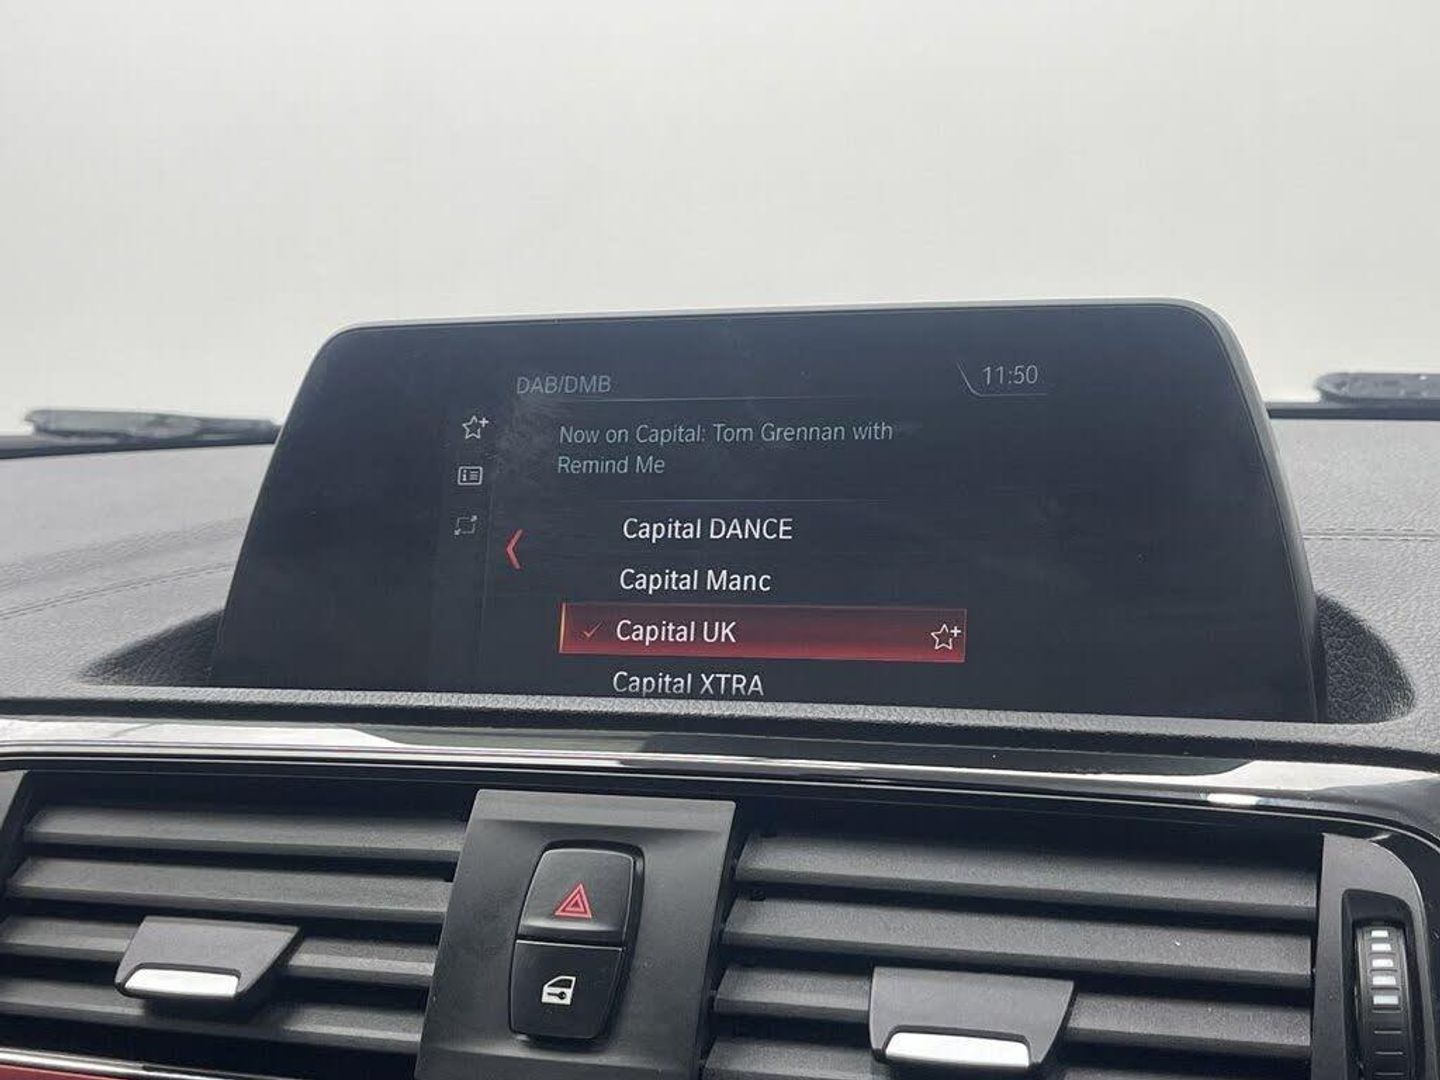 DAB/DMB
11:50
Now on Capital: Tom Grennan with
Remind Me
Capital DANCE
Capital Manc
Capital UK
Capital XTRA